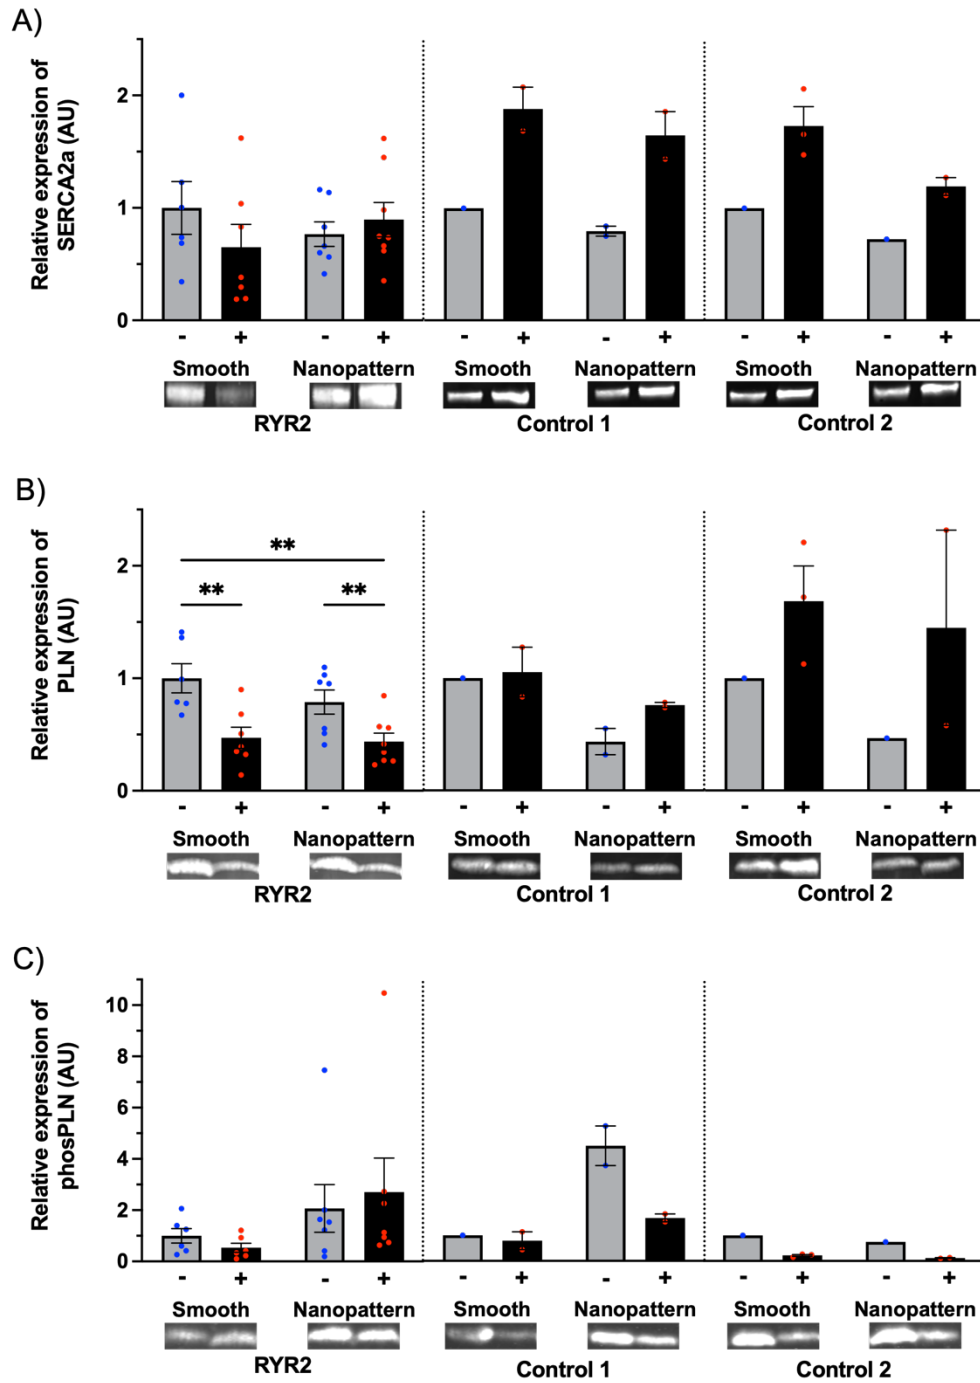 A)
Relative expression of
SERCA2a (AU)
2
1
0
- + - + - + - + - + - +
Smooth Nanopattern Smooth Nanopattern Smooth Nanopattern
RYR2 Control 1 Control 2
B)
Relative expression of
PLN (AU)
2
1
0
**
** **
- + - + - + - + - + - +
Smooth Nanopattern Smooth Nanopattern Smooth Nanopattern
RYR2 Control 1 Control 2
C)
Relative expression of
phosPLN (AU)
10
8
6
4
2
0
- + - + - + - + - + - +
Smooth Nanopattern Smooth Nanopattern Smooth Nanopattern
RYR2 Control 1 Control 2